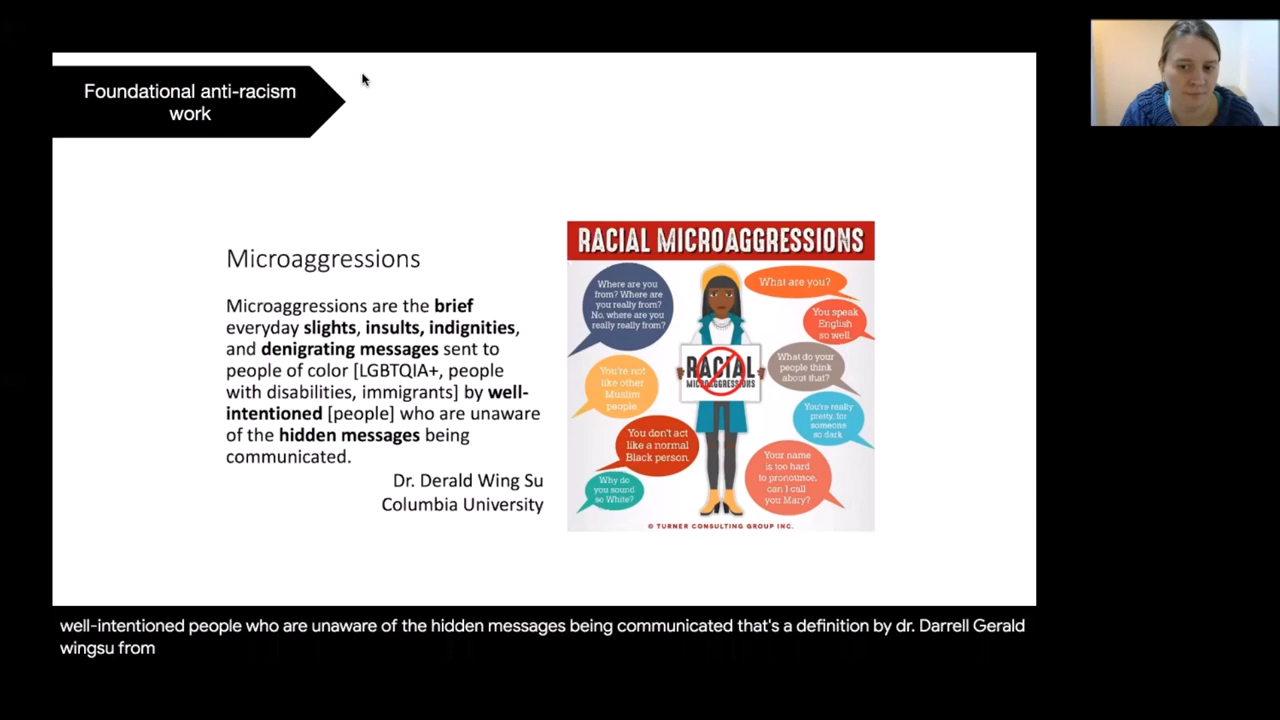 Foundational anti-racism
work
Microaggressions
Microaggressions are the brief
everyday slights, insults, indignities,
and denigrating messages sent to
people of color [LGBTQIA+, people
with disabilities, immigrants] by well-
intentioned [people] who are unaware
of the hidden messages being
communicated.
Dr. Derald Wing Su
Columbia University
RACIAL MICROAGGRESSIONS
Where are you
from? Where are
you really from?
No, where are you
really really from?
What are you?
You speak
English
so well.
You're not
like other
Muslim
people.
RACIAL
MICROAGGRESSIONS
What do your
people think
about that?
You're really
pretty, for
someone
so dark.
You don't act
like a normal
Black person.
Why do
you sound
so White?
Your name
is too hard
to pronounce,
can I call
you Mary?
© TURNER CONSULTING GROUP INC.
well-intentioned people who are unaware of the hidden messages being communicated that's a definition by dr. Darrell Gerald
wingsu from